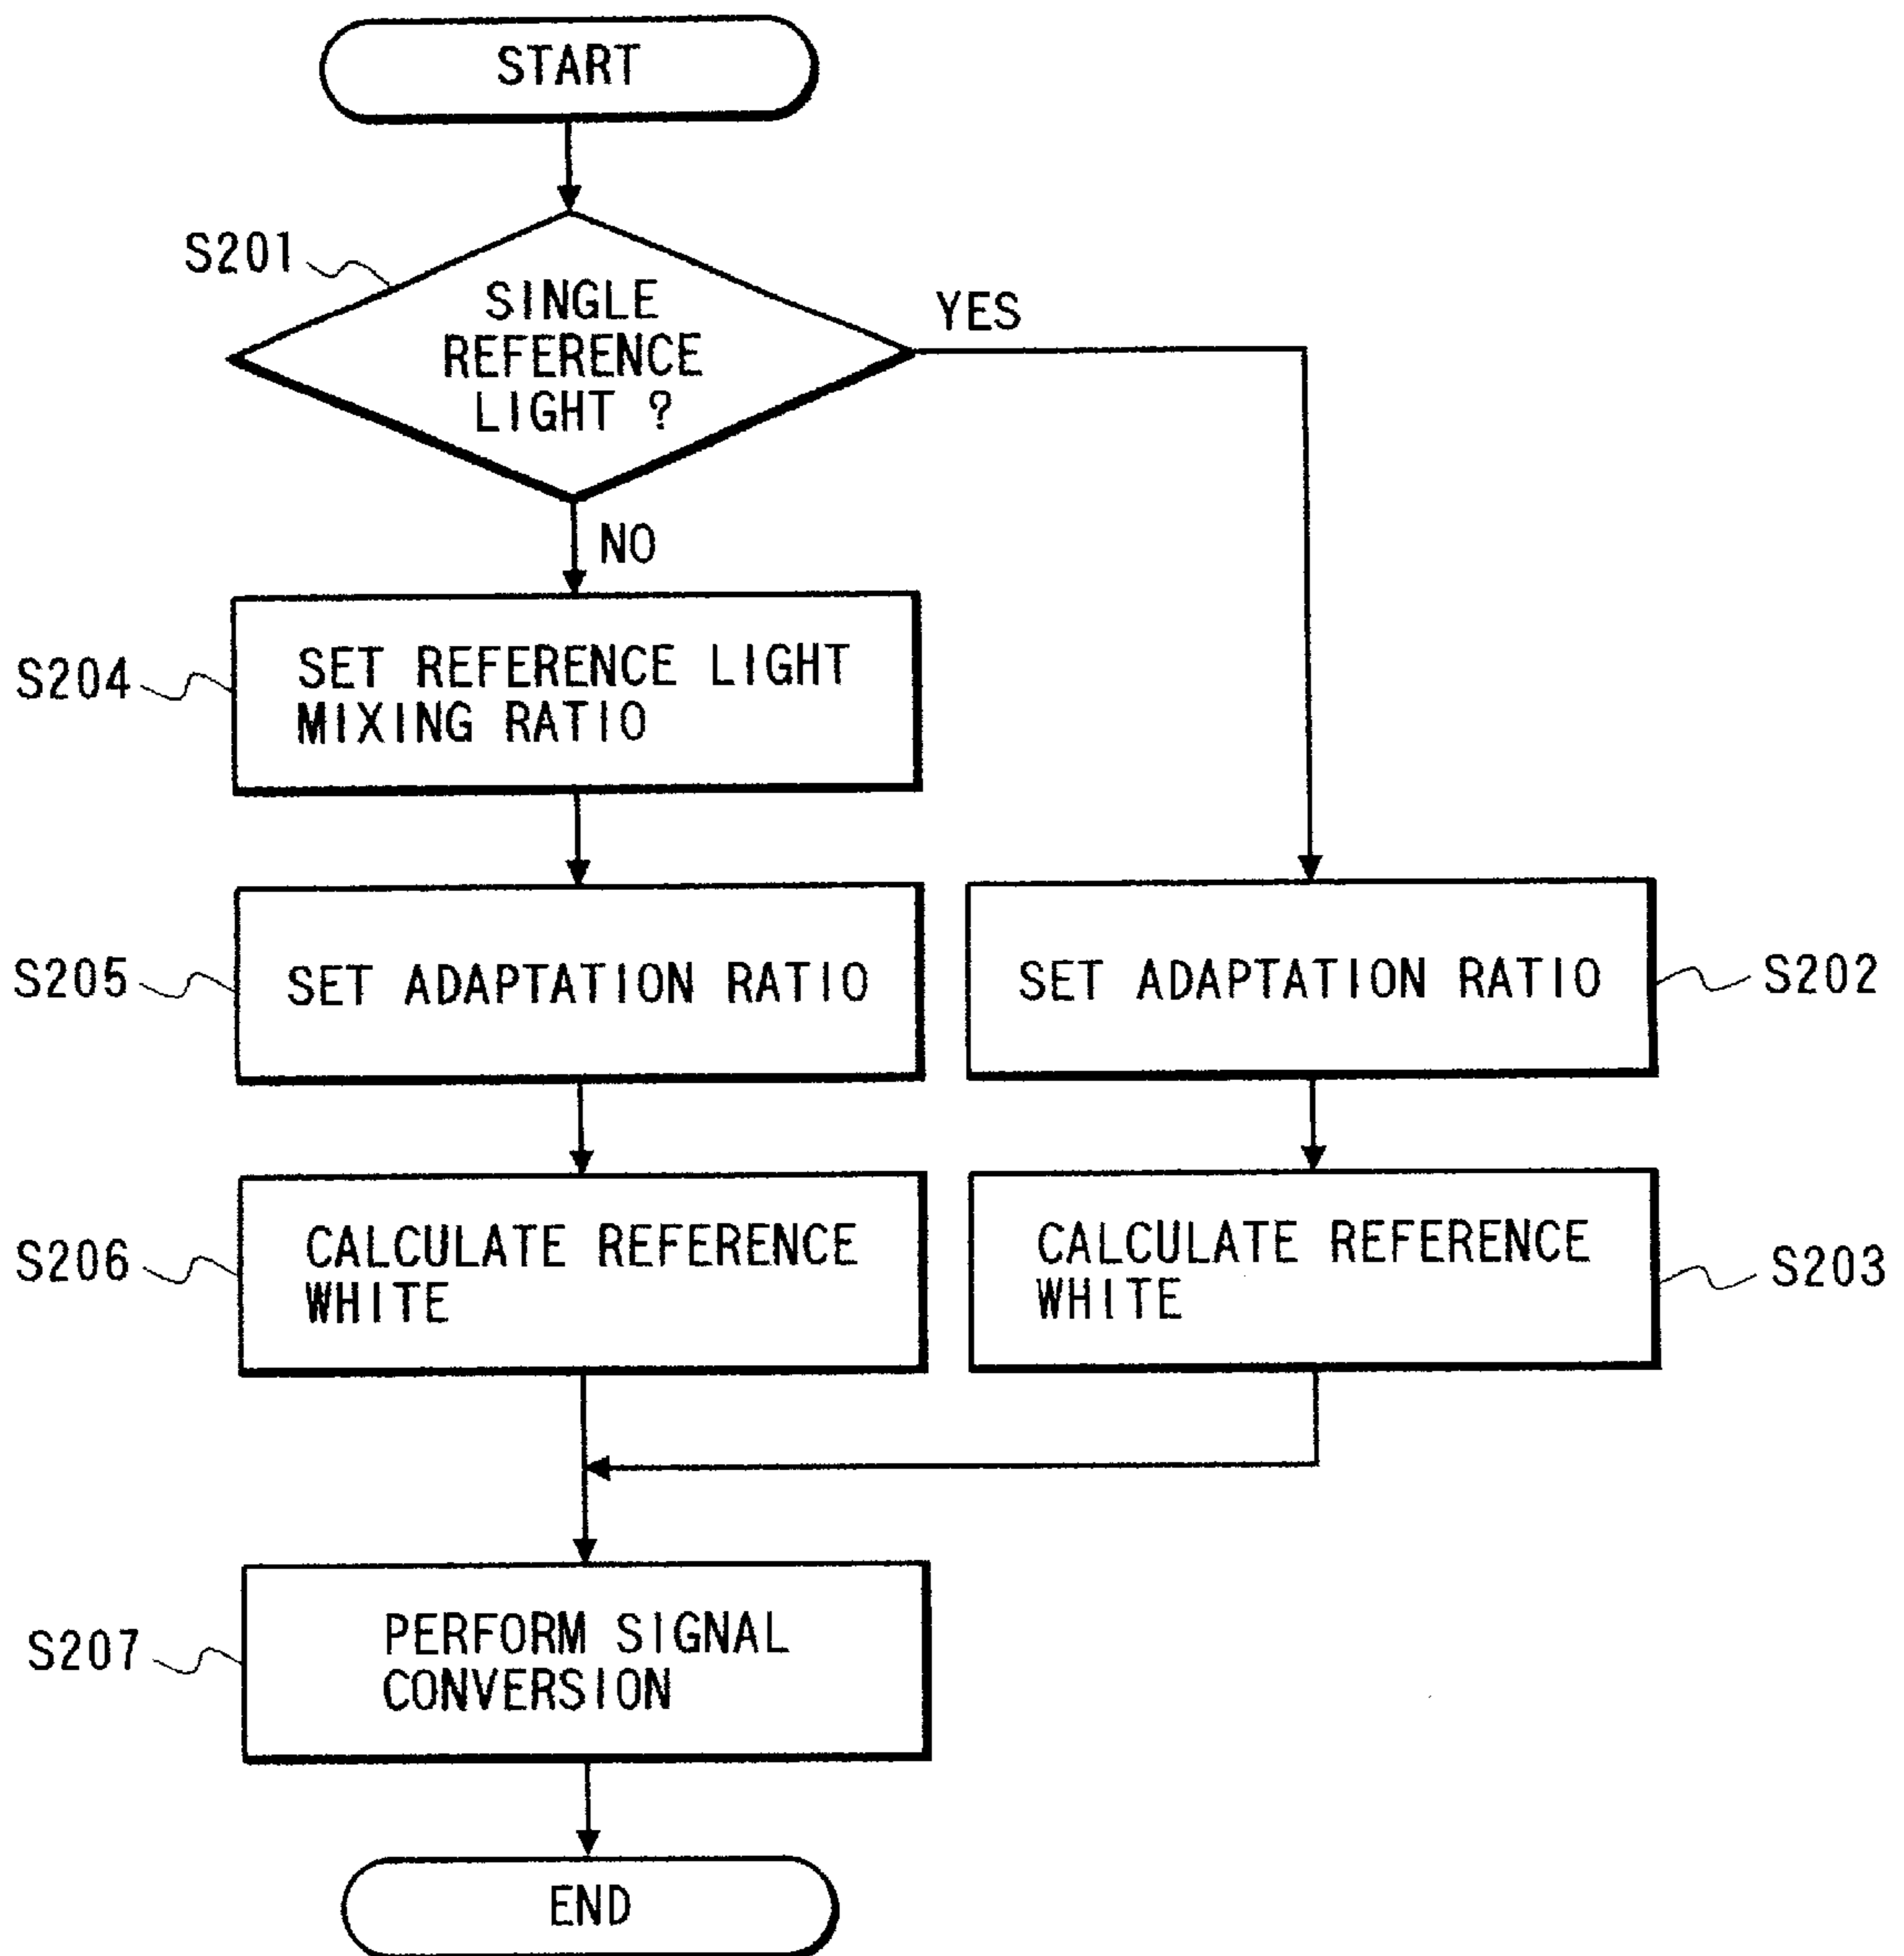 START
S201
SINGLE
REFERENCE
LIGHT ?
YES
NO
S204
SET REFERENCE LIGHT
MIXING RATIO
S205
SET ADAPTATION RATIO
SET ADAPTATION RATIO
S202
S206
CALCULATE REFERENCE
WHITE
CALCULATE REFERENCE
WHITE
S203
S207
PERFORM SIGNAL
CONVERSION
END